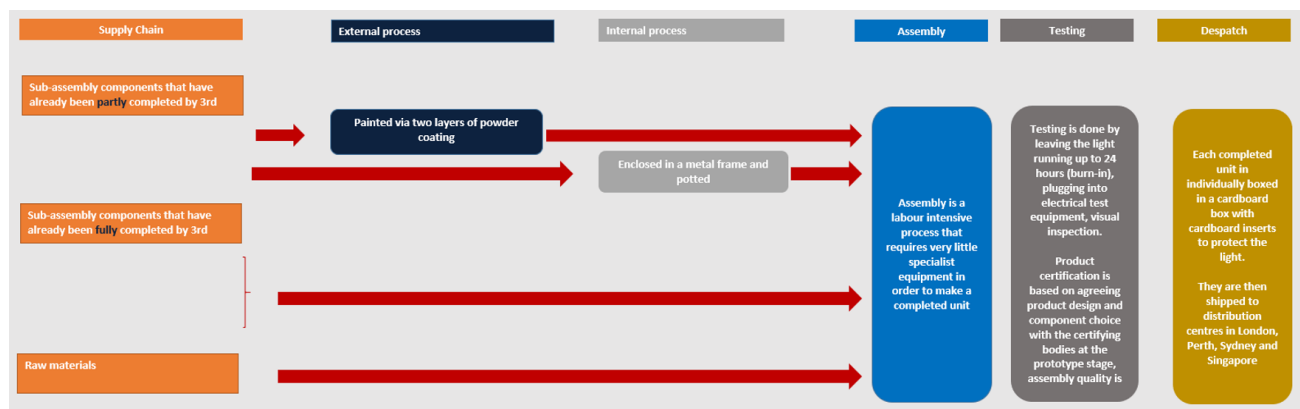 Supply Chain
External process
Internal process
Assembly
Testing
Despatch
Sub-assembly components that have
already been partly completed by 3rd
Painted via two layers of powder
coating
Enclosed in a metal frame and
potted
Sub-assembly components that have
already been fully completed by 3rd
Raw materials
Assembly is a
labour intensive
process that
requires very little
specialist
equipment in
order to make a
completed unit
Testing is done by
leaving the light
running up to 24
hours (burn-in),
plugging into
electrical test
equipment, visual
inspection.
Product
certification is
based on agreeing
product design and
component choice
with the certifying
bodies at the
prototype stage,
assembly quality is
Each completed
unit in
individually boxed
in a cardboard
box with
cardboard inserts
to protect the
light.
They are then
shipped to
distribution
centres in London,
Perth, Sydney and
Singapore